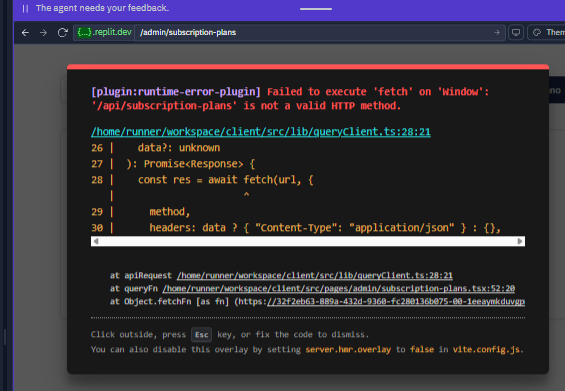 The agent needs your feedback.
{...}.replit.dev /admin/subscription-plans
Them
no
[plugin:runtime-error-plugin] Failed to execute 'fetch' on 'Window':
'/api/subscription-plans' is not a valid HTTP method.
/home/runner/workspace/client/src/lib/queryClient.ts:28:21
26 | data?: unknown
27 | ): Promise<Response> {
28 | const res = await fetch(url, {
| ^
29 | method,
30 | headers: data ? { "Content-Type": "application/json" } : {},
at apiRequest /home/runner/workspace/client/src/lib/queryClient.ts:28:21
at queryFn /home/runner/workspace/client/src/pages/admin/subscription-plans.tsx:52:20
at Object.fetchFn [as fn] (https://32f2eb63-889a-432d-9360-fc280136b075-00-1eeaymkduvgp
Click outside, press Esc key, or fix the code to dismiss.
You can also disable this overlay by setting server.hmr.overlay to false in vite.config.js.